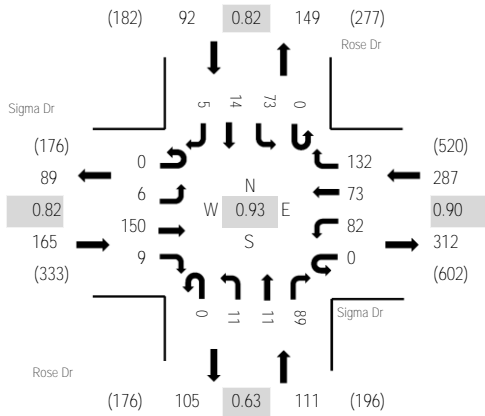 (182) 92 0.82 149 (277)
Rose Dr
Sigma Dr
5 14 73 0
(176) (520)
0 132
89 287
6 N 73
0.82 W 0.93 E 0.90
150 82
165 S 312
9 0
(333) (602)
0 11 11 89
Sigma Dr
Rose Dr
(176) 105 0.63 111 (196)